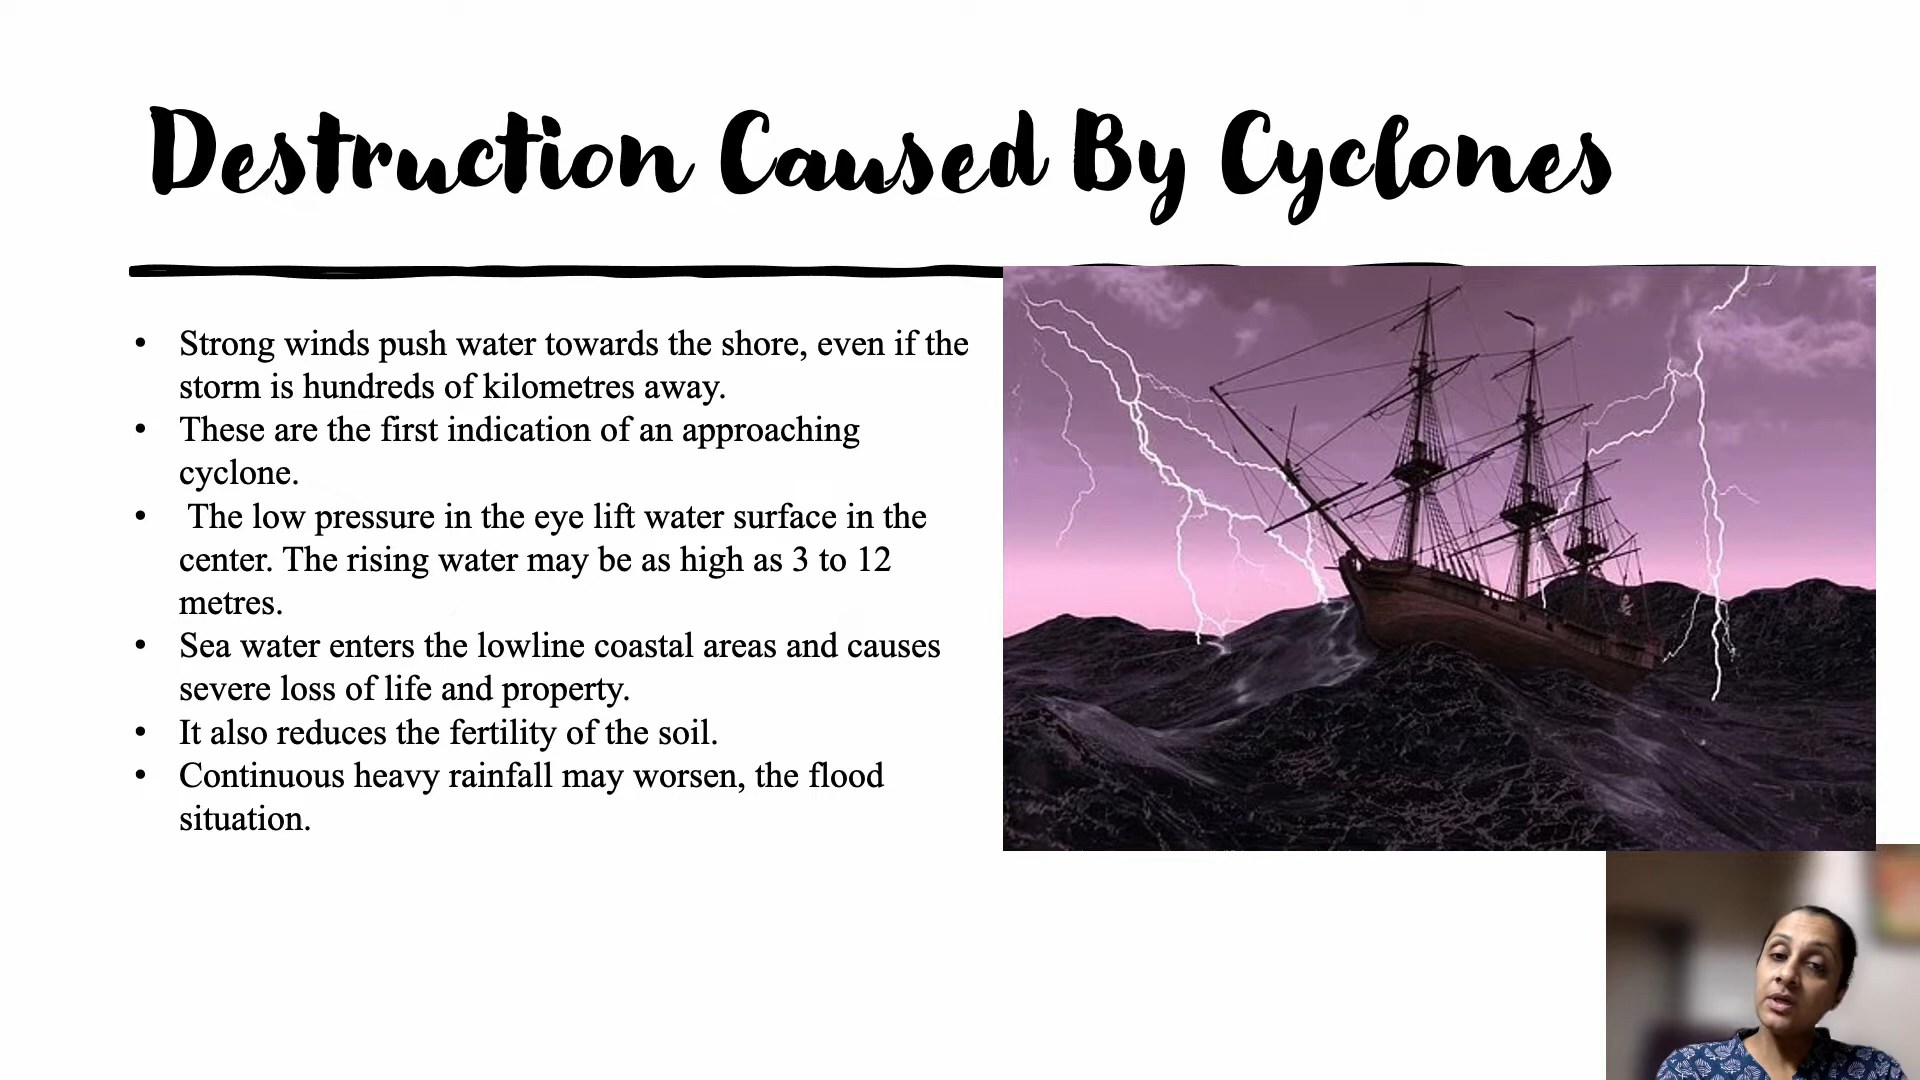 Destruction Caused By Cyclones
• Strong winds push water towards the shore, even if the
storm is hundreds of kilometres away.
• These are the first indication of an approaching
cyclone.
• The low pressure in the eye lift water surface in the
center. The rising water may be as high as 3 to 12
metres.
• Sea water enters the lowline coastal areas and causes
severe loss of life and property.
• It also reduces the fertility of the soil.
• Continuous heavy rainfall may worsen, the flood
situation.